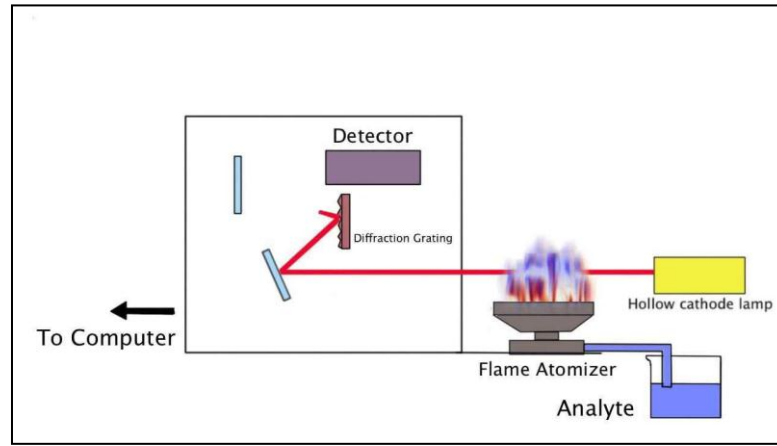 Detector
Diffraction Grating
Hollow cathode lamp
To Computer
Flame Atomizer
Analyte